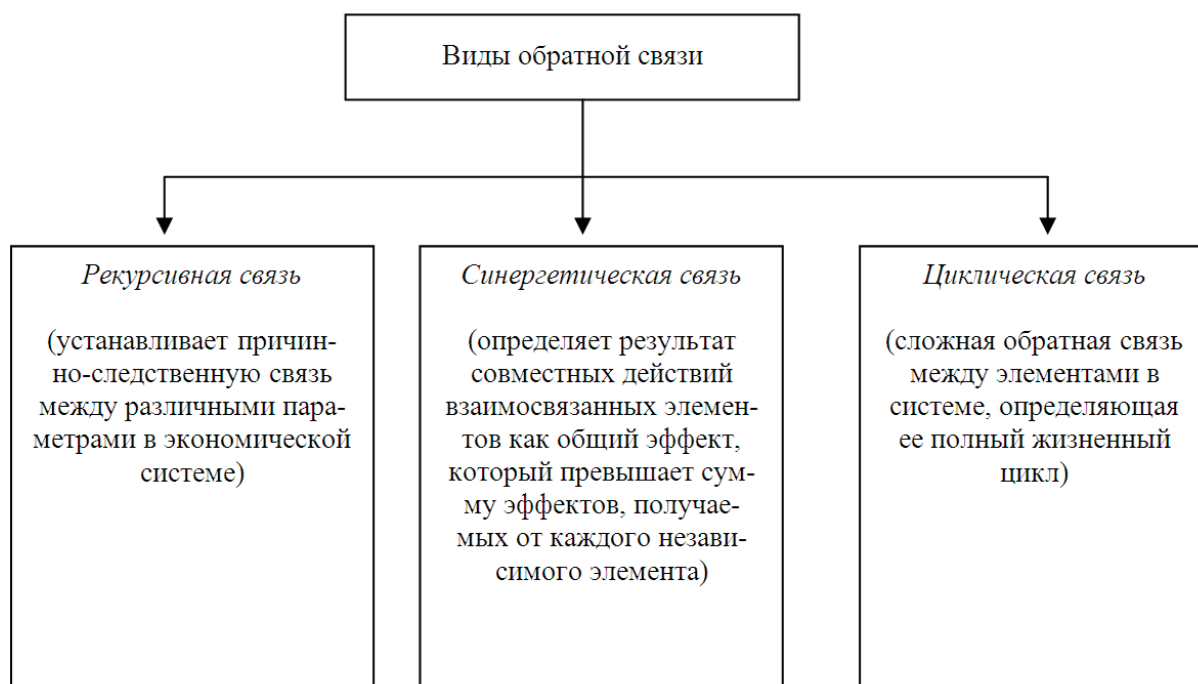 Виды обратной связи
Рекурсивная связь
(устанавливает причин-
но-следственную связь
между различными пара-
метрами в экономической
системе)
Синергетическая связь
(определяет результат
совместных действий
взаимосвязанных элемен-
тов как общий эффект,
который превышает сум-
му эффектов, получае-
мых от каждого незави-
симого элемента)
Циклическая связь
(сложная обратная связь
между элементами в
системе, определяющая
ее полный жизненный
цикл)